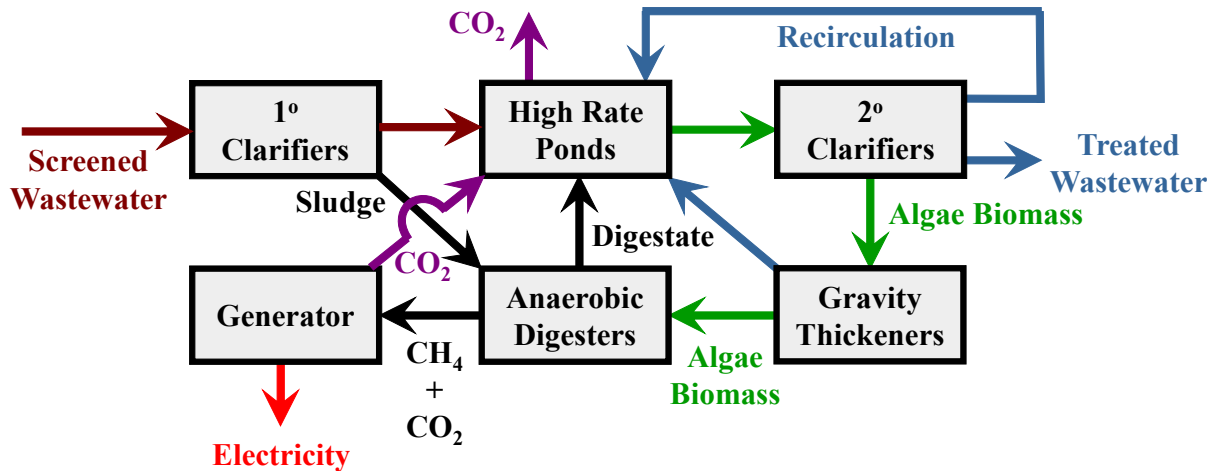 CO₂
Recirculation
1º
Clarifiers
High Rate
Ponds
2º
Clarifiers
Screened
Wastewater
Treated
Wastewater
Sludge
CO₂
Digestate
Algae Biomass
Generator
Anaerobic
Digesters
Gravity
Thickeners
CH₄
+
CO₂
Algae
Biomass
Electricity